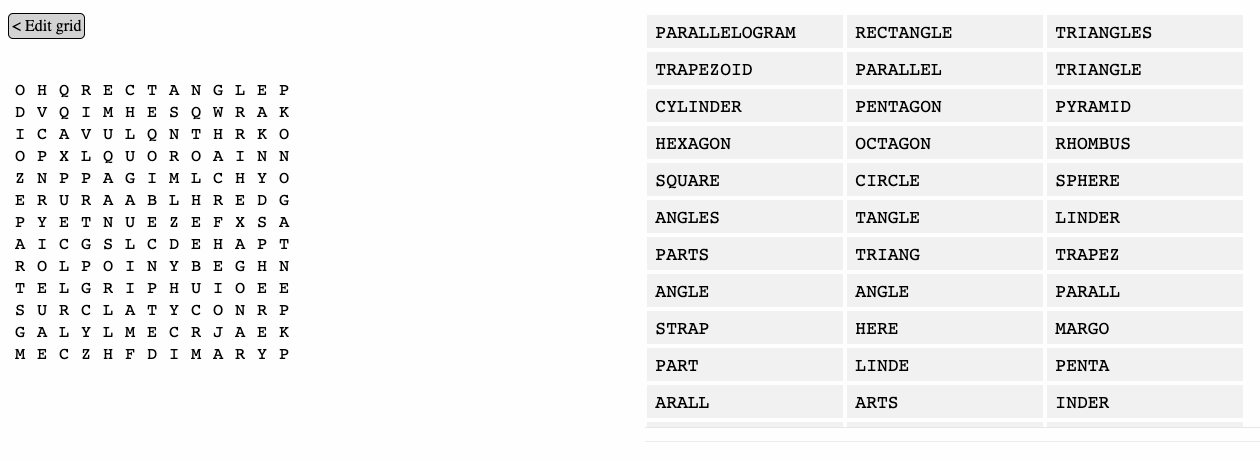 < Edit grid
O H Q R E C T A N G L E P
D V Q I M H E S Q W R A K
I C A V U L Q N T H R K O
O P X L Q U O R O A I N N
Z N P P A G I M L C H Y O
E R U R A A B L H R E D G
P Y E T N U E Z E F X S A
A I C G S L C D E H A P T
R O L P O I N Y B E G H N
T E L G R I P H U I O E E
S U R C L A T Y C O N R P
G A L Y L M E C R J A E K
M E C Z H F D I M A R Y P
PARALLELOGRAM RECTANGLE TRIANGLES
TRAPEZOID PARALLEL TRIANGLE
CYLINDER PENTAGON PYRAMID
HEXAGON OCTAGON RHOMBUS
SQUARE CIRCLE SPHERE
ANGLES TANGLE LINDER
PARTS TRIANG TRAPEZ
ANGLE ANGLE PARALL
STRAP HERE MARGO
PART LINDE PENTA
ARALL ARTS INDER